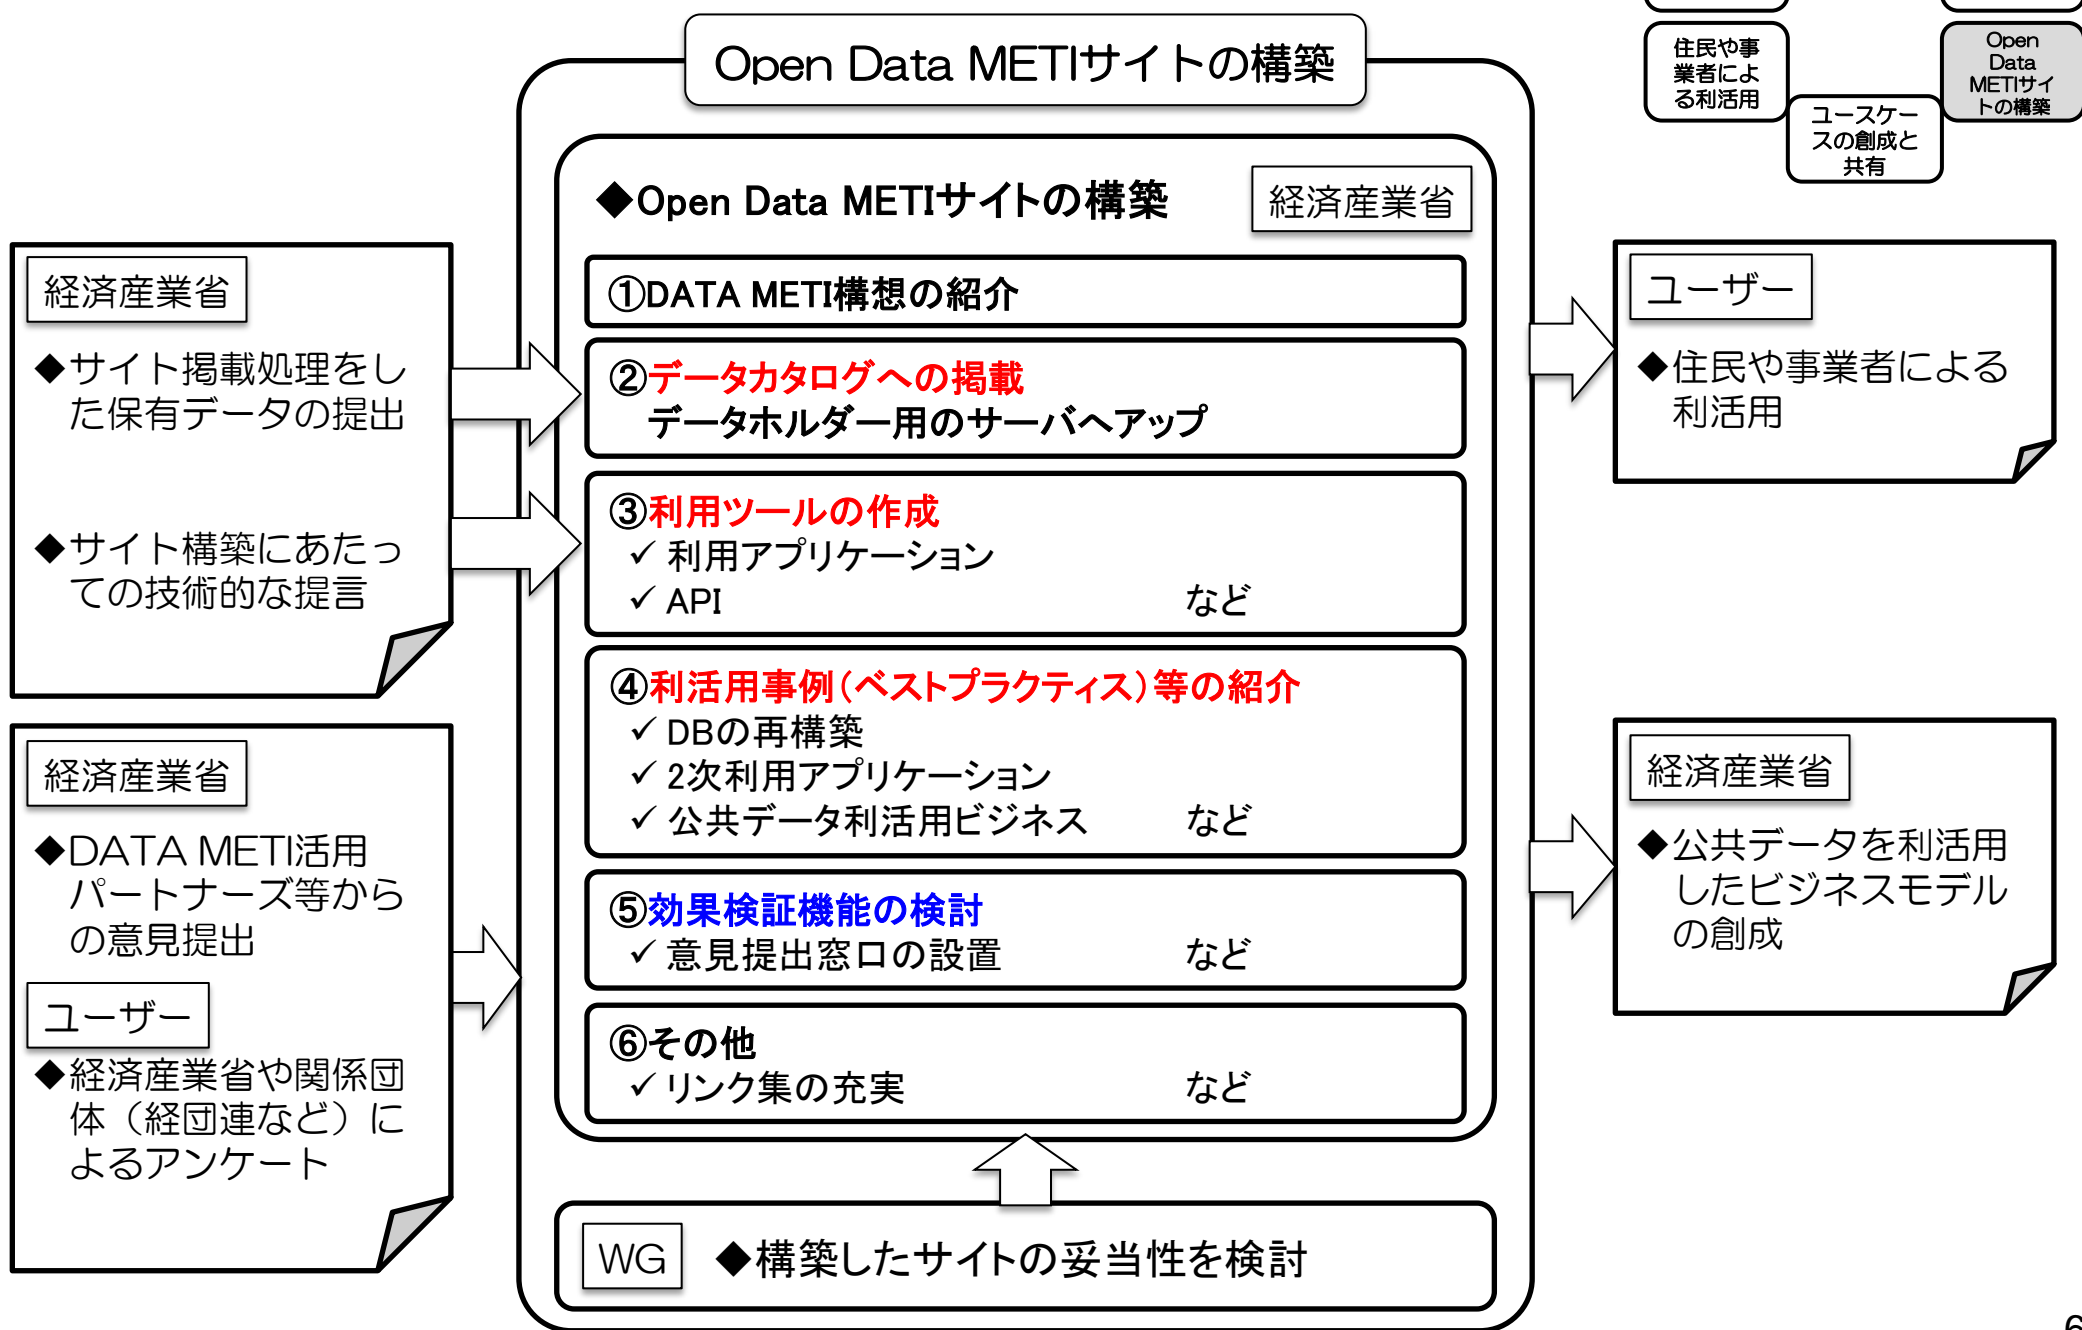 Open Data METIサイトの構築
住民や事
業者によ
る利活用
Open
Data
METIサイ
トの構築
ユースケー
スの創成と
共有
◆Open Data METIサイトの構築
経済産業省
①DATA METI構想の紹介
②データカタログへの掲載
データホルダー用のサーバへアップ
③利用ツールの作成
✓ 利用アプリケーション
✓ API など
④利活用事例(ベストプラクティス)等の紹介
✓ DBの再構築
✓ 2次利用アプリケーション
✓ 公共データ利活用ビジネス など
⑤効果検証機能の検討
✓ 意見提出窓口の設置 など
⑥その他
✓ リンク集の充実 など
WG
◆構築したサイトの妥当性を検討
経済産業省
◆サイト掲載処理をし
た保有データの提出
◆サイト構築にあたっ
ての技術的な提言
経済産業省
◆DATA METI活用
パートナーズ等から
の意見提出
ユーザー
◆経済産業省や関係団
体（経団連など）に
よるアンケート
ユーザー
◆住民や事業者による
利活用
経済産業省
◆公共データを利活用
したビジネスモデル
の創成
6